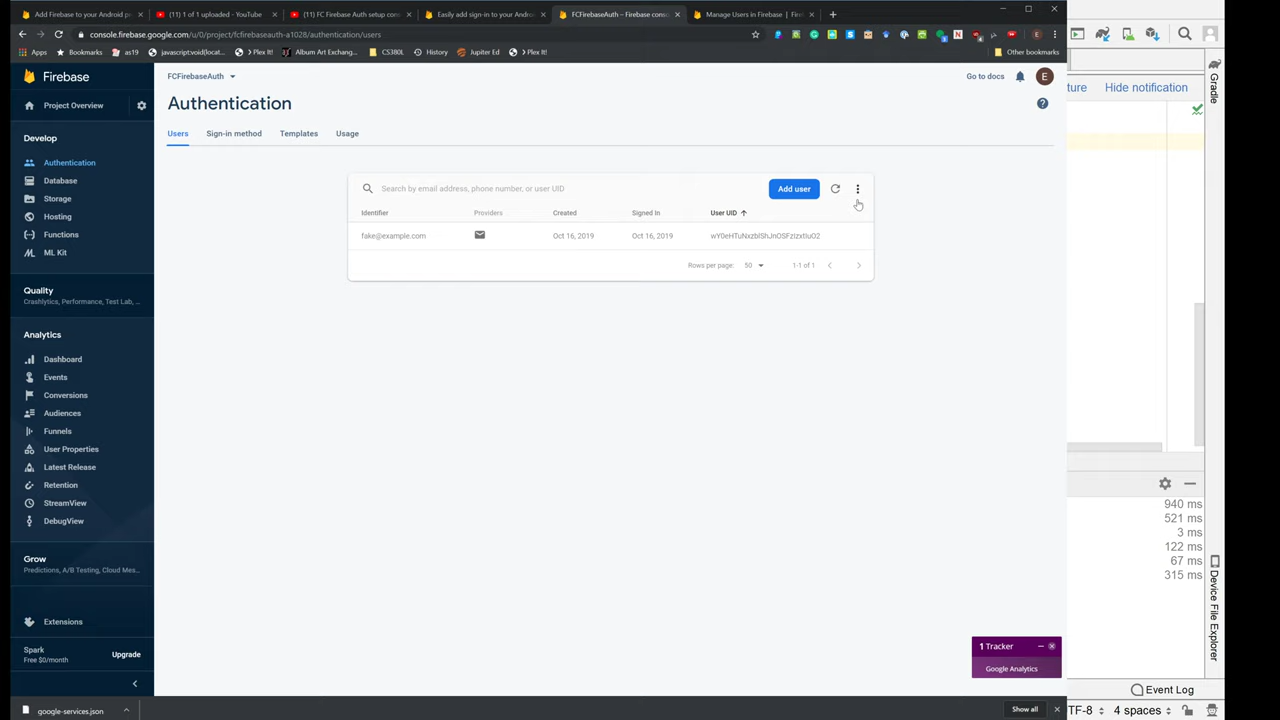 Add Firebase to your Android p
(11) 1 of 1 uploaded - YouTube
(11) FC Firebase Auth setup con
Easily add sign-in to your Andro
FCFirebaseAuth – Firebase conso
Manage Users in Firebase | Fire
console.firebase.google.com/u/0/project/fcfirebaseauth-a1028/authentication/users
Apps
Bookmarks
as19
javascript:void(locat...
> Plex It!
Album Art Exchang...
CS380L
History
Jupiter Ed
> Plex It!
Other bookmarks
Firebase
FCFirebaseAuth
Go to docs
E
Authentication
Project Overview
Users
Sign-in method
Templates
Usage
Develop
Authentication
Database
Storage
Hosting
Functions
ML Kit
Search by email address, phone number, or user UID
Add user
Identifier
Providers
Created
Signed In
User UID
fake@example.com
Oct 16, 2019
Oct 16, 2019
Rows per page:
50
1-1 of 1
Quality
Crashlytics, Performance, Test Lab, ...
Analytics
Dashboard
Events
Conversions
Audiences
Funnels
User Properties
Latest Release
Retention
StreamView
DebugView
Grow
Predictions, A/B Testing, Cloud Mes...
Extensions
Spark
Free $0/month
Upgrade
1 Tracker
Google Analytics
google-services.json
Show all
ture
Hide notification
Gradle
940 ms
521 ms
3 ms
122 ms
67 ms
315 ms
Device File Explorer
Event Log
TF-8
4 spaces